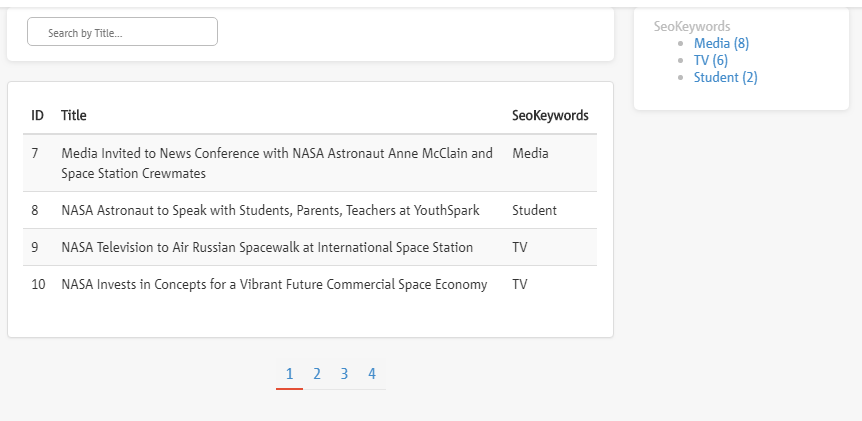 Search by Title...
SeoKeywords
Media (8)
TV (6)
Student (2)
ID Title SeoKeywords
7 Media Invited to News Conference with NASA Astronaut Anne McClain and Media
Space Station Crewmates
8 NASA Astronaut to Speak with Students, Parents, Teachers at YouthSpark Student
9 NASA Television to Air Russian Spacewalk at International Space Station TV
10 NASA Invests in Concepts for a Vibrant Future Commercial Space Economy TV
1 2 3 4